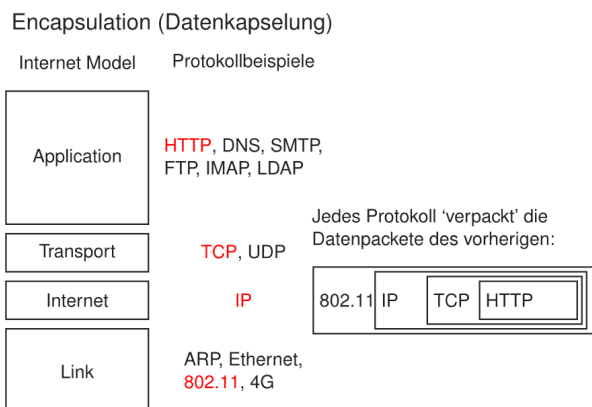 Encapsulation (Datenkapselung)
Internet Model
Protokollbeispiele
Application
HTTP, DNS, SMTP,
FTP, IMAP, LDAP
Jedes Protokoll ‘verpackt’ die
Datenpackete des vorherigen:
Transport
TCP, UDP
Internet
IP
802.11 IP TCP HTTP
Link
ARP, Ethernet,
802.11, 4G